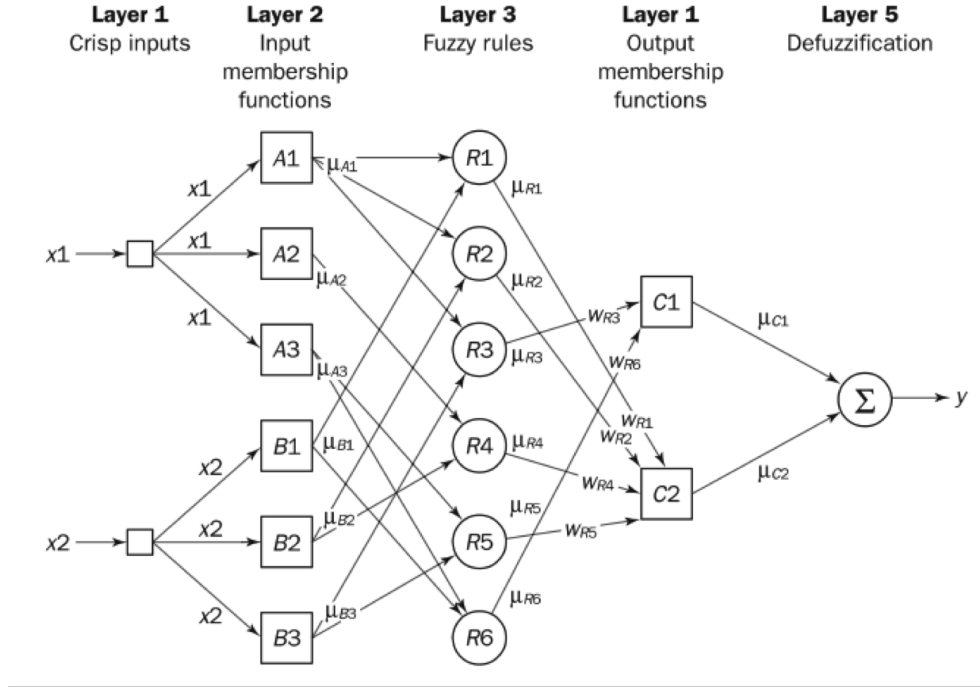 Layer 1
Crisp inputs
Layer 2
Input
membership
functions
Layer 3
Fuzzy rules
Layer 1
Output
membership
functions
Layer 5
Defuzzification
x1
x1
x1
x1
A1
A2
A3
μA1
μA2
μA3
x2
x2
x2
x2
B1
B2
B3
μB1
μB2
μB3
R1
R2
R3
R4
R5
R6
μR1
μR2
μR3
μR4
μR5
μR6
wR3
wR6
wR1
wR2
wR4
wR5
C1
C2
μC1
μC2
Σ
y